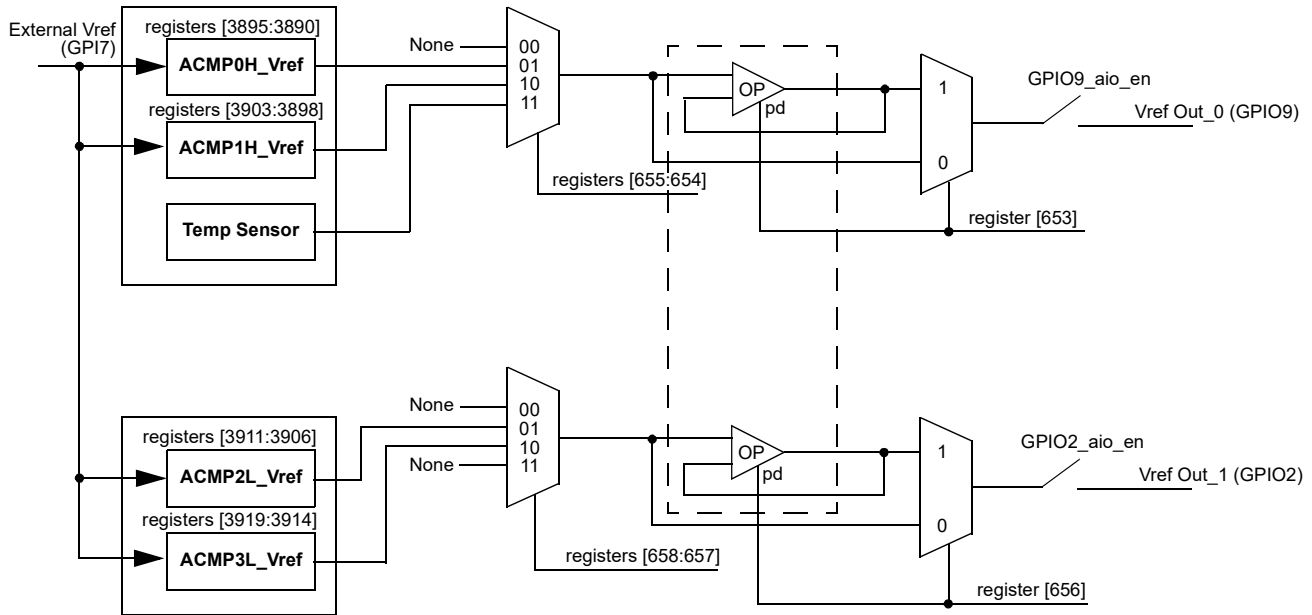 External Vref
(GPI7)
registers [3895:3890]
ACMP0H_Vref
registers [3903:3898]
ACMP1H_Vref
Temp Sensor
None
00
01
10
11
registers [655:654]
OP
pd
1
0
register [653]
GPIO9_aio_en
Vref Out_0 (GPIO9)
registers [3911:3906]
ACMP2L_Vref
registers [3919:3914]
ACMP3L_Vref
None
None
00
01
10
11
registers [658:657]
OP
pd
1
0
register [656]
GPIO2_aio_en
Vref Out_1 (GPIO2)